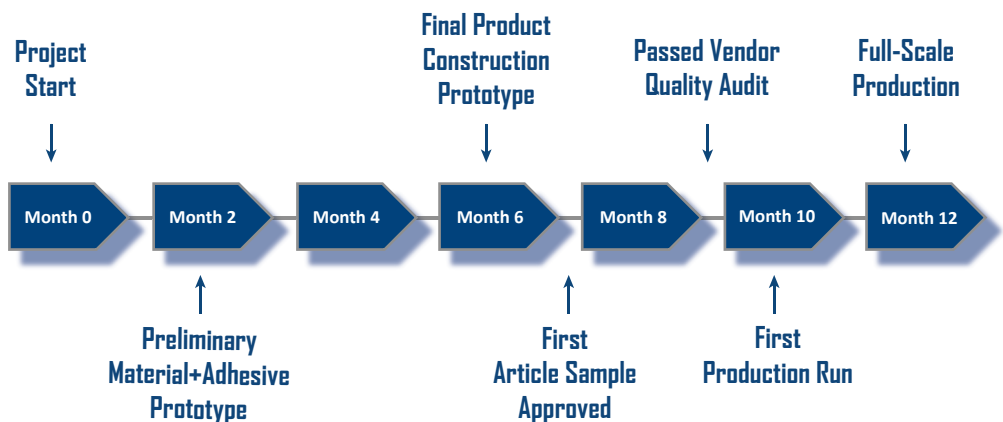 Project
Start
Final Product
Construction
Prototype
Passed Vendor
Quality Audit
Full-Scale
Production
Month 0
Month 2
Month 4
Month 6
Month 8
Month 10
Month 12
Preliminary
Material+Adhesive
Prototype
First
Article Sample
Approved
First
Production Run